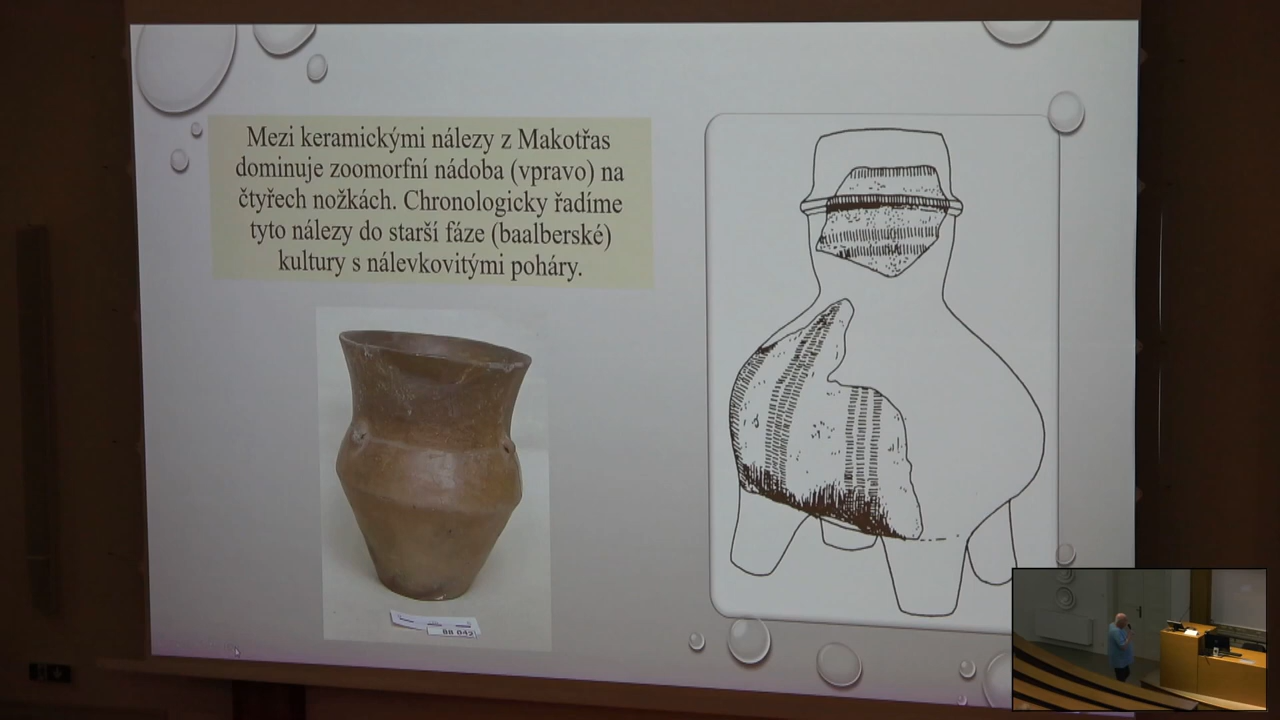 Mezi keramickými nálezy z Makotřas
dominuje zoomorfní nádoba (vpravo) na
čtyřech nožkách. Chronologicky řadíme
tyto nálezy do starší fáze (baalberské)
kultury s nálevkovitými poháry.